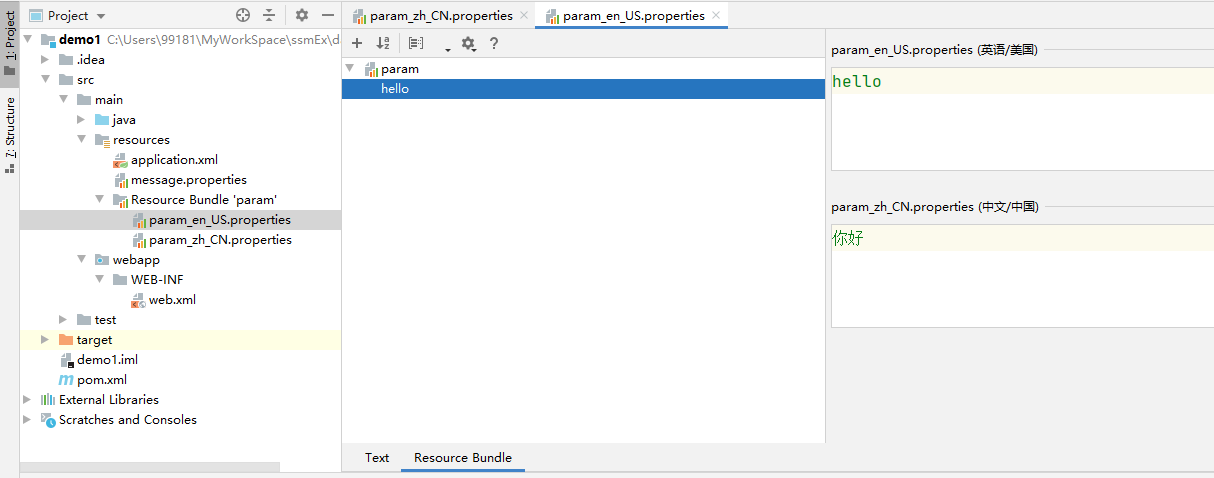 1: Project
7: Structure
Project
demo1 C:\Users\99181\MyWorkSpace\ssmEx\d
.idea
src
main
java
resources
application.xml
message.properties
Resource Bundle 'param'
param_en_US.properties
param_zh_CN.properties
webapp
WEB-INF
web.xml
test
target
demo1.iml
pom.xml
External Libraries
Scratches and Consoles
param_zh_CN.properties
param_en_US.properties
param
hello
Text
Resource Bundle
param_en_US.properties (英语/美国)
hello
param_zh_CN.properties (中文/中国)
你好